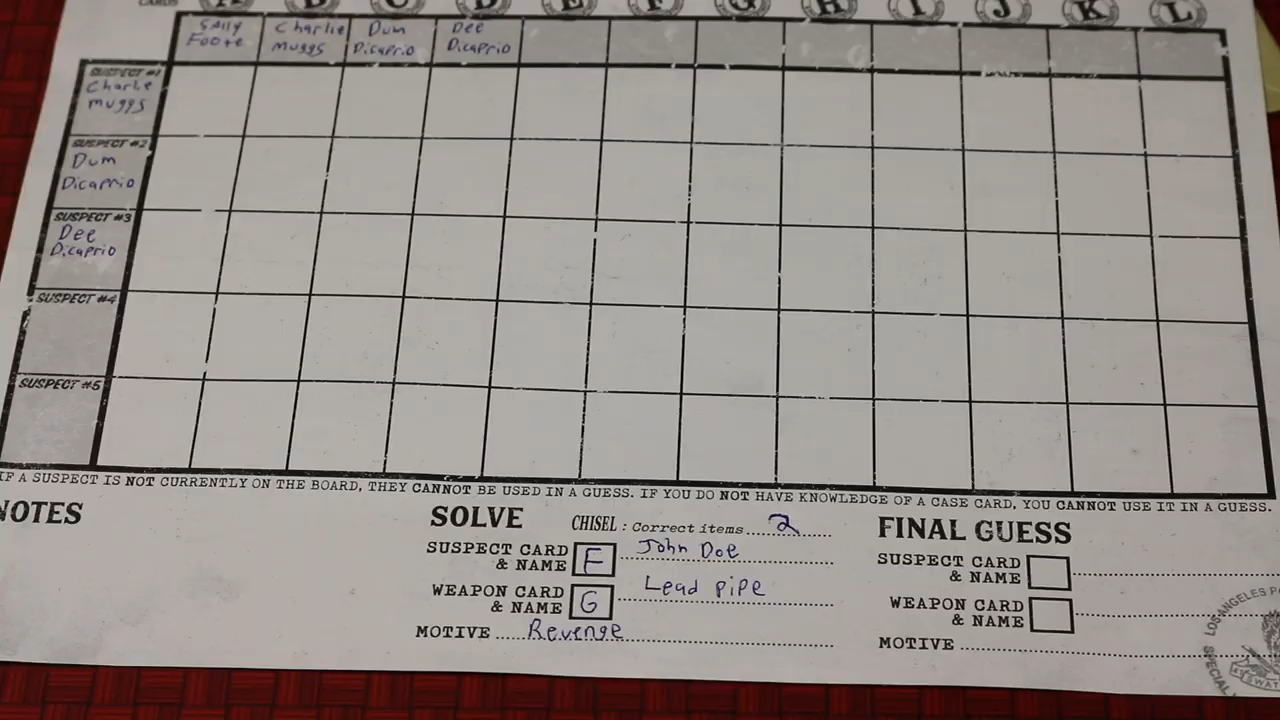 CARDS A B C D E F G H I J K L
Sally Foote
Charlie muggs
Dum Dicaprio
Dee Dicaprio
SUSPECT #1
Charlie
muggs
SUSPECT #2
Dum
Dicaprio
SUSPECT #3
Dee
Dicaprio
SUSPECT #4
SUSPECT #5
IF A SUSPECT IS NOT CURRENTLY ON THE BOARD, THEY CANNOT BE USED IN A GUESS. IF YOU DO NOT HAVE KNOWLEDGE OF A CASE CARD, YOU CANNOT USE IT IN A GUESS.
NOTES
SOLVE CHISEL : Correct items 2
SUSPECT CARD & NAME E John Doe
WEAPON CARD & NAME G Lead pipe
MOTIVE Revenge
FINAL GUESS
SUSPECT CARD
& NAME
WEAPON CARD
& NAME
MOTIVE
LOS ANGELES
SPECIAL